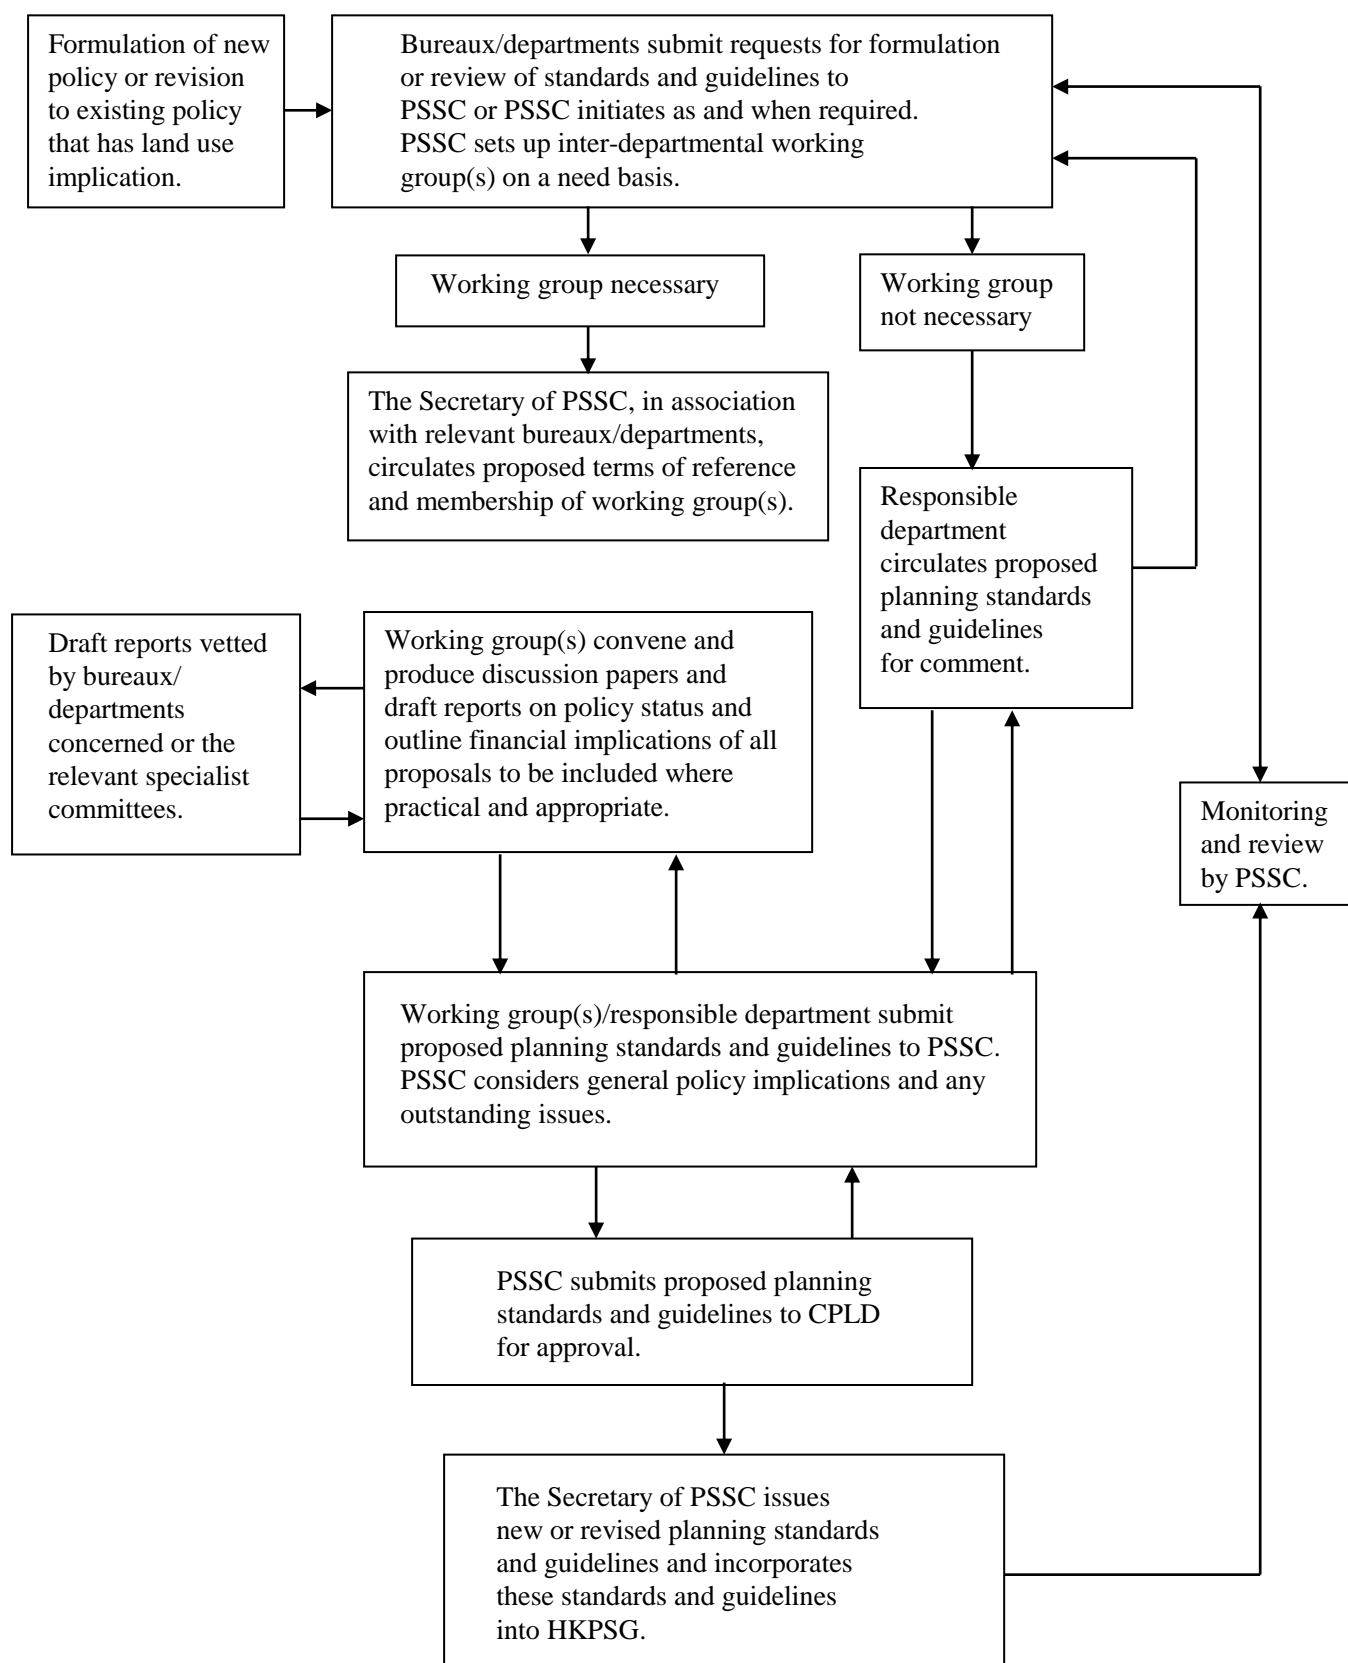 Formulation of new
policy or revision
to existing policy
that has land use
implication.
Bureaux/departments submit requests for formulation
or review of standards and guidelines to
PSSC or PSSC initiates as and when required.
PSSC sets up inter-departmental working
group(s) on a need basis.
Working group necessary
Working group
not necessary
The Secretary of PSSC, in association
with relevant bureaux/departments,
circulates proposed terms of reference
and membership of working group(s).
Responsible
department
circulates proposed
planning standards
and guidelines
for comment.
Draft reports vetted
by bureaux/
departments
concerned or the
relevant specialist
committees.
Working group(s) convene and
produce discussion papers and
draft reports on policy status and
outline financial implications of all
proposals to be included where
practical and appropriate.
Monitoring
and review
by PSSC.
Working group(s)/responsible department submit
proposed planning standards and guidelines to PSSC.
PSSC considers general policy implications and any
outstanding issues.
PSSC submits proposed planning
standards and guidelines to CPLD
for approval.
The Secretary of PSSC issues
new or revised planning standards
and guidelines and incorporates
these standards and guidelines
into HKPSG.